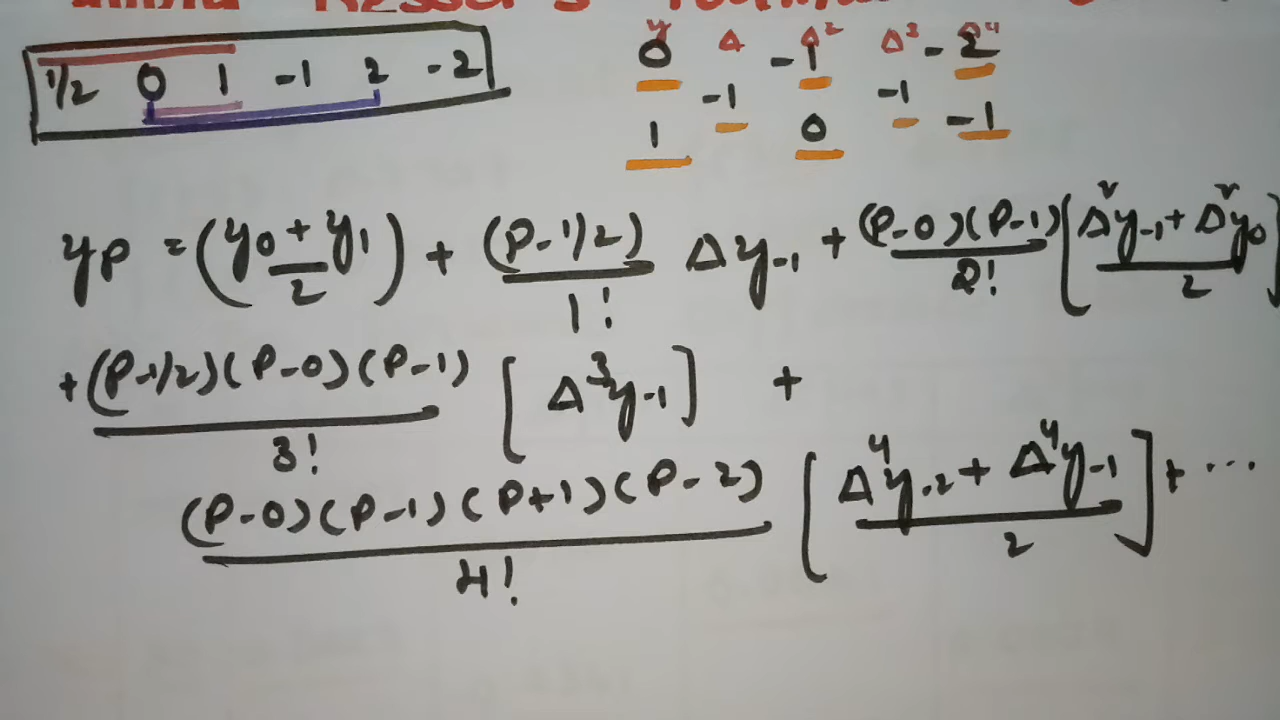 Bessel's
1/2 0 1 -1 2 -2
y Δ Δ² Δ³ Δ⁴
0 -1 -2
-1 -1
1 0 -1
yp = (y₀ + y₁ / 2) + (P-1/2) / 1! Δy₋₁ + (P-0)(P-1) / 2! [Δ²y₋₁ + Δ²y₀ / 2]
+ (P-1/2)(P-0)(P-1) / 3! [Δ³y₋₁] +
(P-0)(P-1)(P+1)(P-2) / 4! [Δ⁴y₋₂ + Δ⁴y₋₁ / 2] + ...